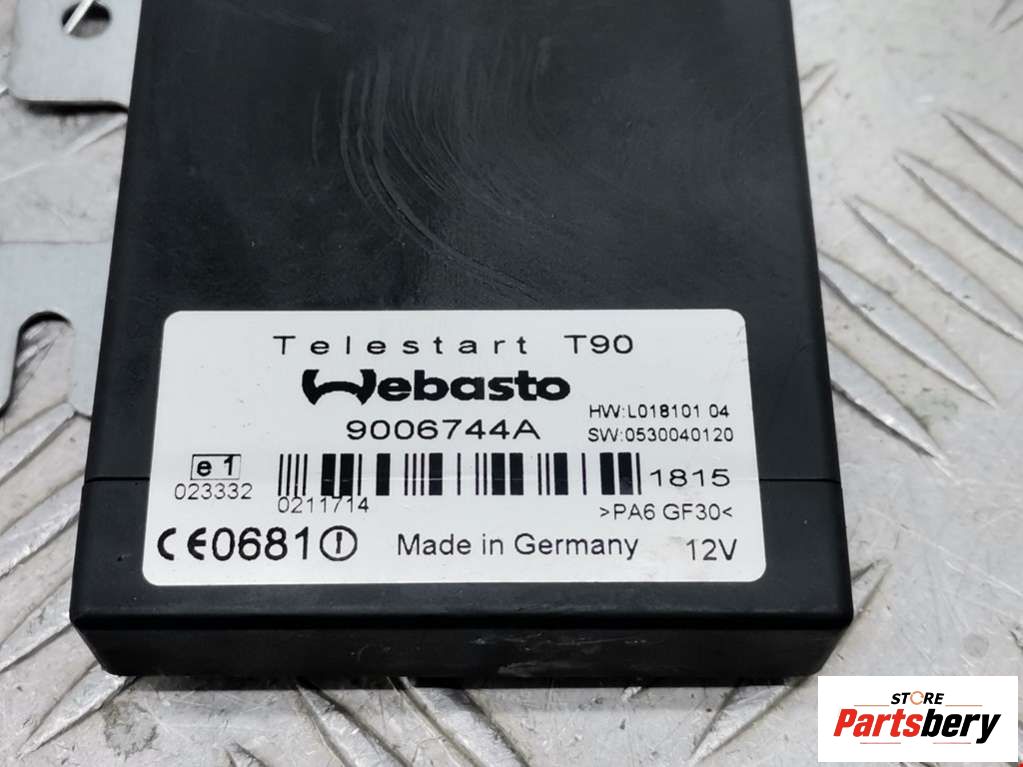 Telestart T90
Webasto
9006744A
HW:L018101 04
SW:0530040120
e1
023332
0211714
1815
>PA6 GF30<
CE0681
Made in Germany
12V
STORE
Partsbery